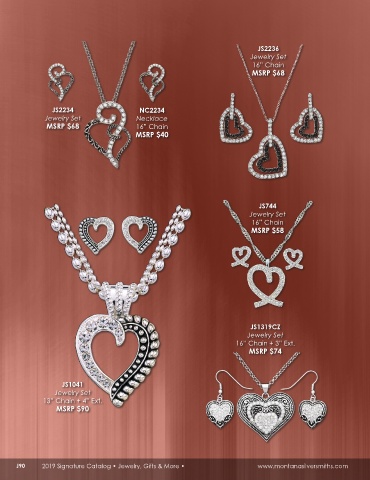 JS2236
Jewelry Set
16" Chain
MSRP $68
JS2234
Jewelry Set
MSRP $68
NC2234
Necklace
16" Chain
MSRP $40
JS744
Jewelry Set
16" Chain
MSRP $58
JS1319CZ
Jewelry Set
16" Chain + 3" Ext.
MSRP $74
JS1041
Jewelry Set
13" Chain + 4" Ext.
MSRP $90
J90 2019 Signature Catalog • Jewelry, Gifts & More • www.montanasilversmiths.com